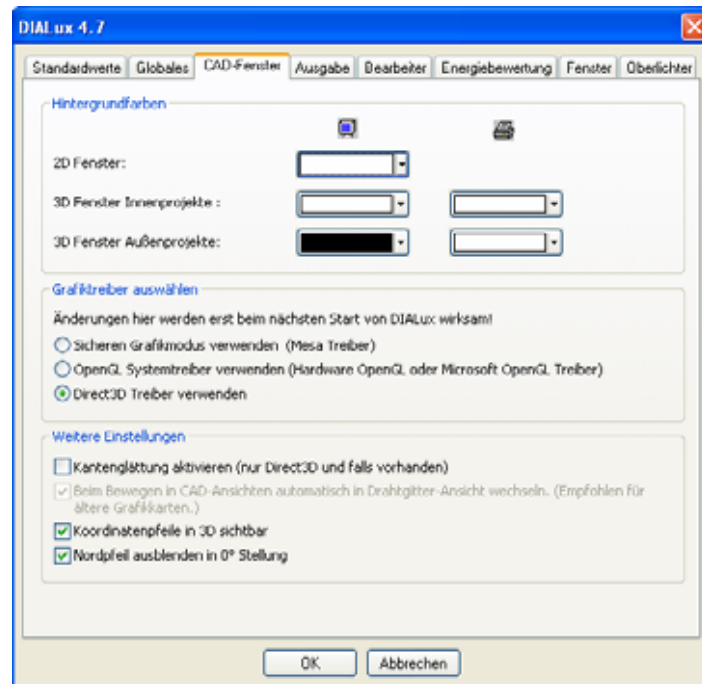 DIALux 4.7
Standardwerte Globales CAD-Fenster Ausgabe Bearbeiter Energiebewertung Fenster Oberlichter
Hintergrundfarben
2D Fenster:
3D Fenster Innenprojekte :
3D Fenster Außenprojekte:
Grafiktreiber auswählen
Änderungen hier werden erst beim nächsten Start von DIALux wirksam!
Sicheren Grafikmodus verwenden (Mesa Treiber)
OpenGL Systemtreiber verwenden (Hardware OpenGL oder Microsoft OpenGL Treiber)
Direct3D Treiber verwenden
Weitere Einstellungen
Kantenglättung aktivieren (nur Direct3D und falls vorhanden)
Beim Bewegen in CAD-Ansichten automatisch in Drahtgitter-Ansicht wechseln. (Empfohlen für
ältere Grafikkarten.)
Koordinatenpfeile in 3D sichtbar
Nordpfeil ausblenden in 0° Stellung
OK Abbrechen